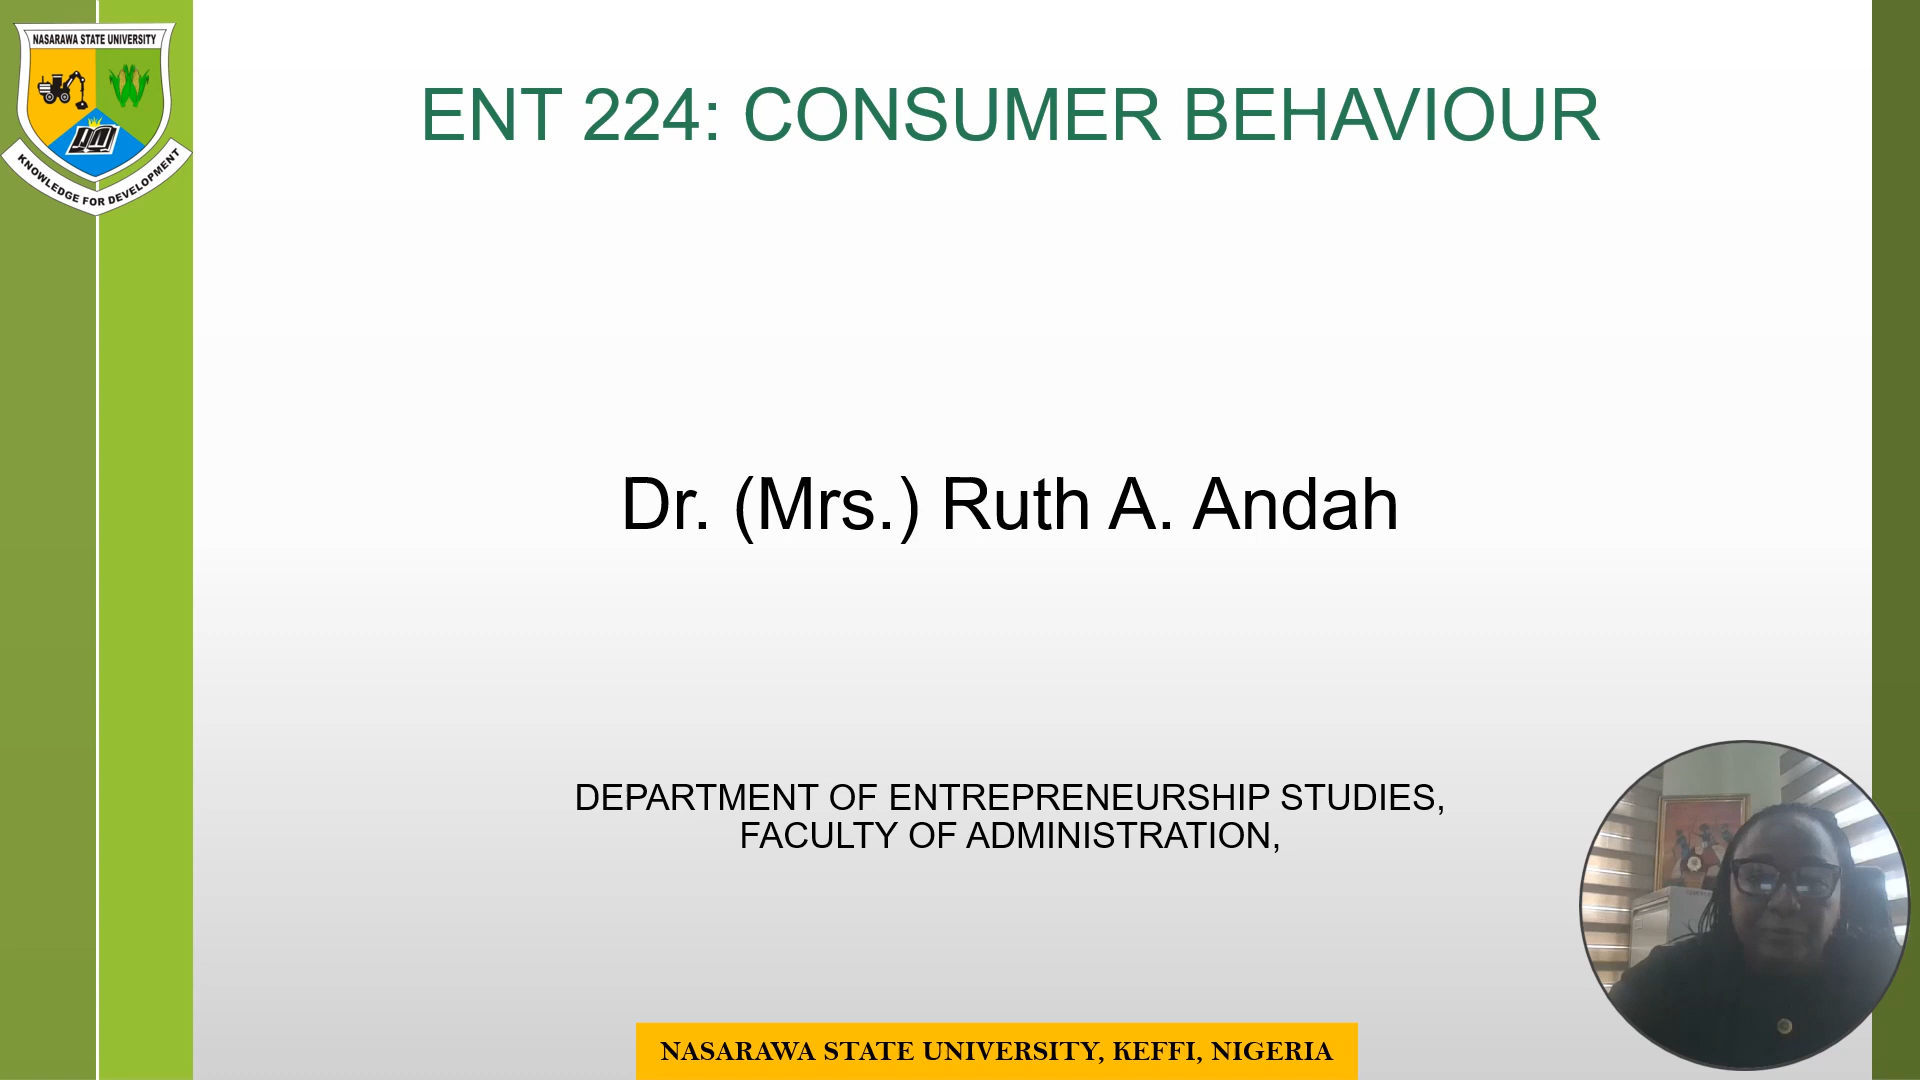 NASARAWA STATE UNIVERSITY
KNOWLEDGE FOR DEVELOPMENT
ENT 224: CONSUMER BEHAVIOUR
Dr. (Mrs.) Ruth A. Andah
DEPARTMENT OF ENTREPRENEURSHIP STUDIES,
FACULTY OF ADMINISTRATION,
NASARAWA STATE UNIVERSITY, KEFFI, NIGERIA